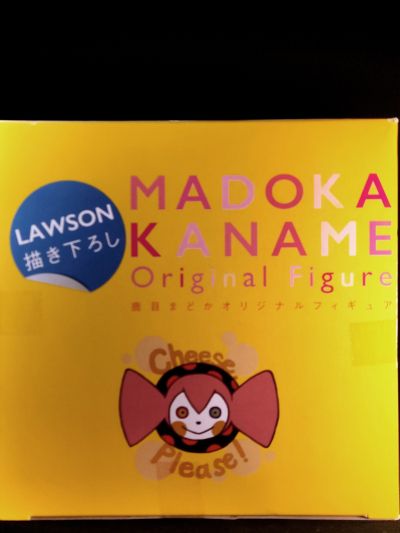 LAWSON
描き下ろし
MADOKA
KANAME
Original Figure
鹿目まどかオリジナルフィギュア
Cheese
Please!